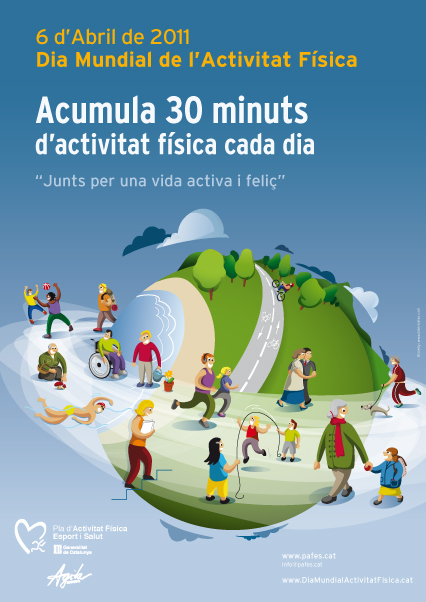 6 d'Abril de 2011
Dia Mundial de l'Activitat Física
Acumula 30 minuts
d'activitat física cada dia
“Junts per una vida activa i feliç”
Pla d'Activitat Física
Esport i Salut
Generalitat
de Catalunya
Agita
www.pafes.cat
info@pafes.cat
www.DiaMundialActivitatFisica.cat